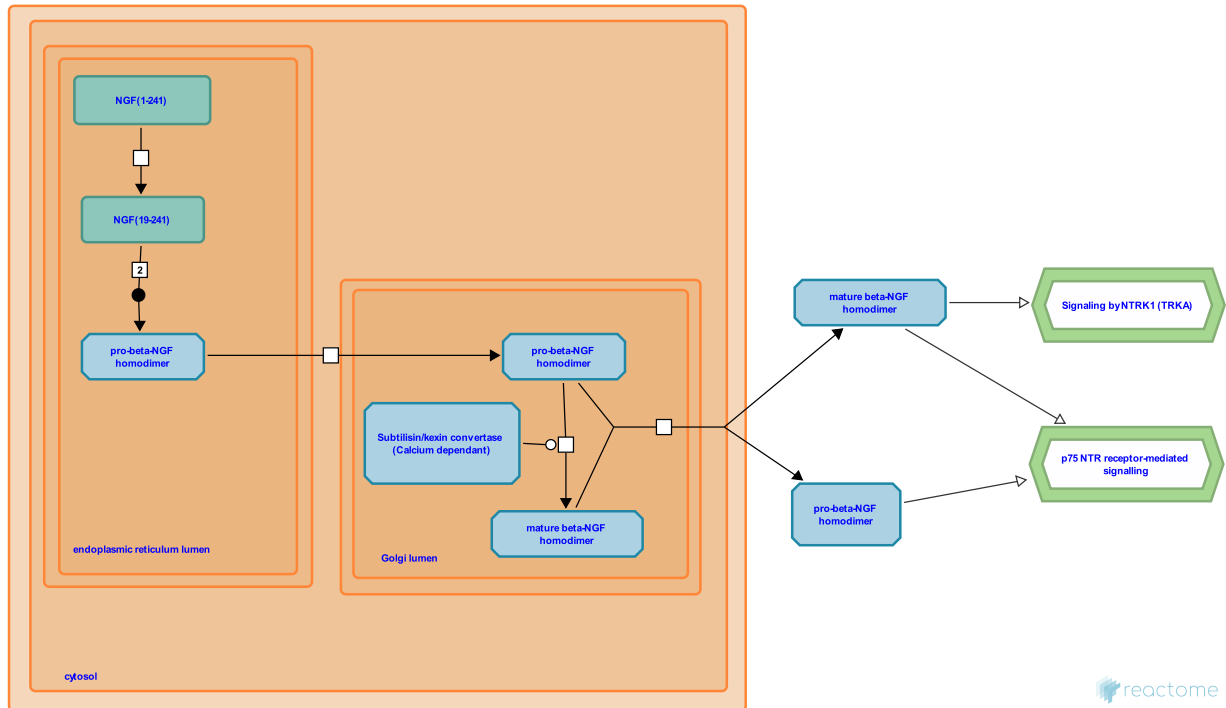 NGF(1-241)
NGF(19-241)
2
pro-beta-NGF
homodimer
endoplasmic reticulum lumen
pro-beta-NGF
homodimer
Subtilisin/kexin convertase
(Calcium dependant)
mature beta-NGF
homodimer
Golgi lumen
cytosol
mature beta-NGF
homodimer
pro-beta-NGF
homodimer
Signaling by NTRK1 (TRKA)
p75 NTR receptor-mediated
signalling
reactome